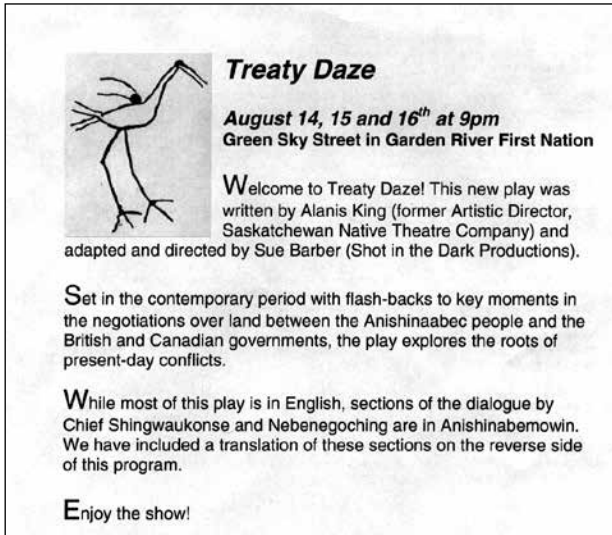 Treaty Daze
August 14, 15 and 16th at 9pm
Green Sky Street in Garden River First Nation
Welcome to Treaty Daze! This new play was
written by Alanis King (former Artistic Director,
Saskatchewan Native Theatre Company) and
adapted and directed by Sue Barber (Shot in the Dark Productions).
Set in the contemporary period with flash-backs to key moments in
the negotiations over land between the Anishinaabec people and the
British and Canadian governments, the play explores the roots of
present-day conflicts.
While most of this play is in English, sections of the dialogue by
Chief Shingwaukonse and Nebenegoching are in Anishinabemowin.
We have included a translation of these sections on the reverse side
of this program.
Enjoy the show!